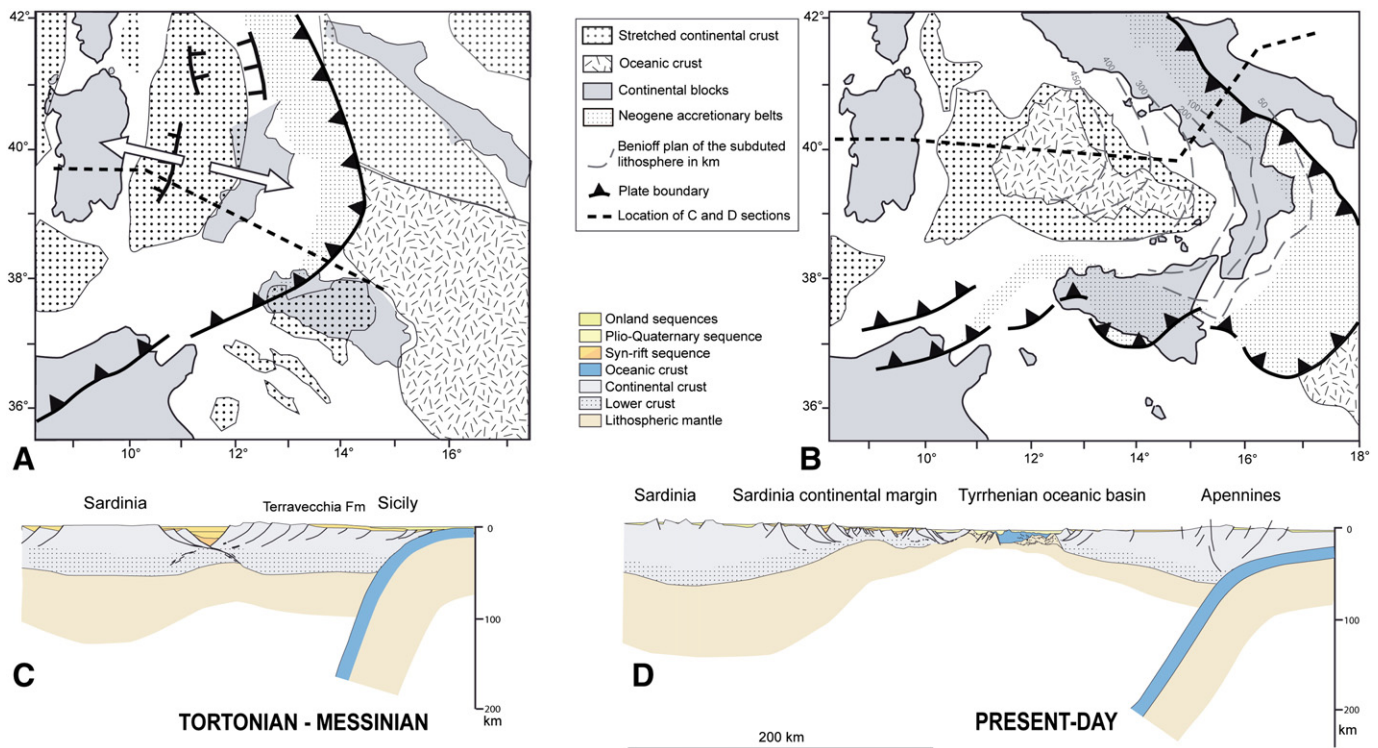 42°
40°
38°
36°
10°
12°
14°
16°
A
Stretched continental crust
Oceanic crust
Continental blocks
Neogene accretionary belts
Benioff plan of the subduted
lithosphere in km
Plate boundary
Location of C and D sections
Onland sequences
Plio-Quaternary sequence
Syn-rift sequence
Oceanic crust
Continental crust
Lower crust
Lithospheric mantle
42°
40°
38°
36°
450
400
300
200
100
50
10°
12°
14°
16°
18°
B
Sardinia
Terravecchia Fm
Sicily
0
100
200
km
C
TORTONIAN - MESSINIAN
Sardinia
Sardinia continental margin
Tyrrhenian oceanic basin
Apennines
0
100
200
km
D
PRESENT-DAY
200 km